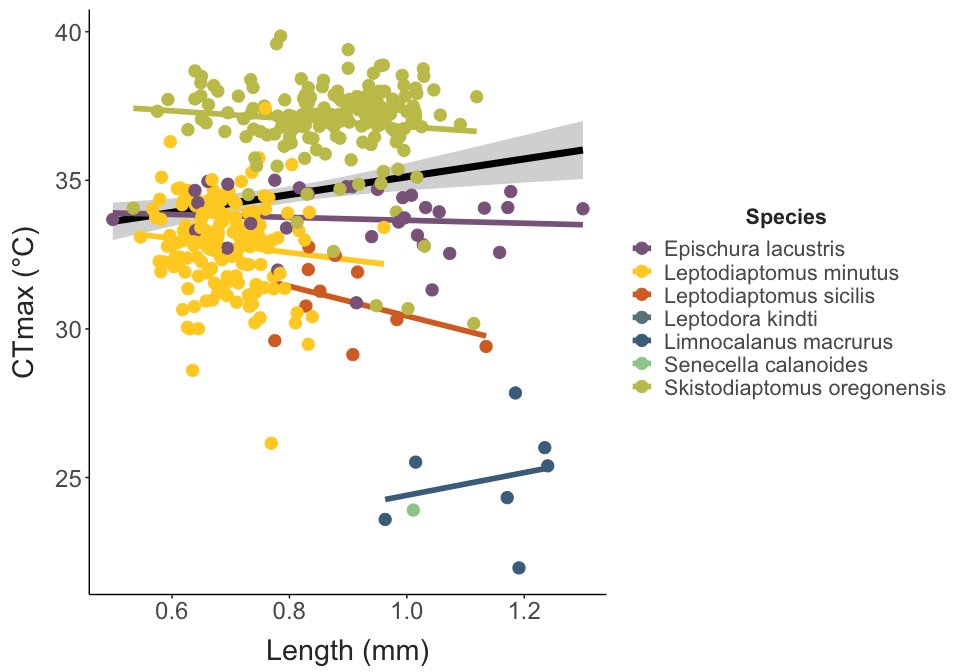 40
35
30
25
CTmax (°C)
0.6 0.8 1.0 1.2
Length (mm)
Species
Epischura lacustris
Leptodiaptomus minutus
Leptodiaptomus sicilis
Leptodora kindti
Limnocalanus macrurus
Senecella calanoides
Skistodiaptomus oregonensis